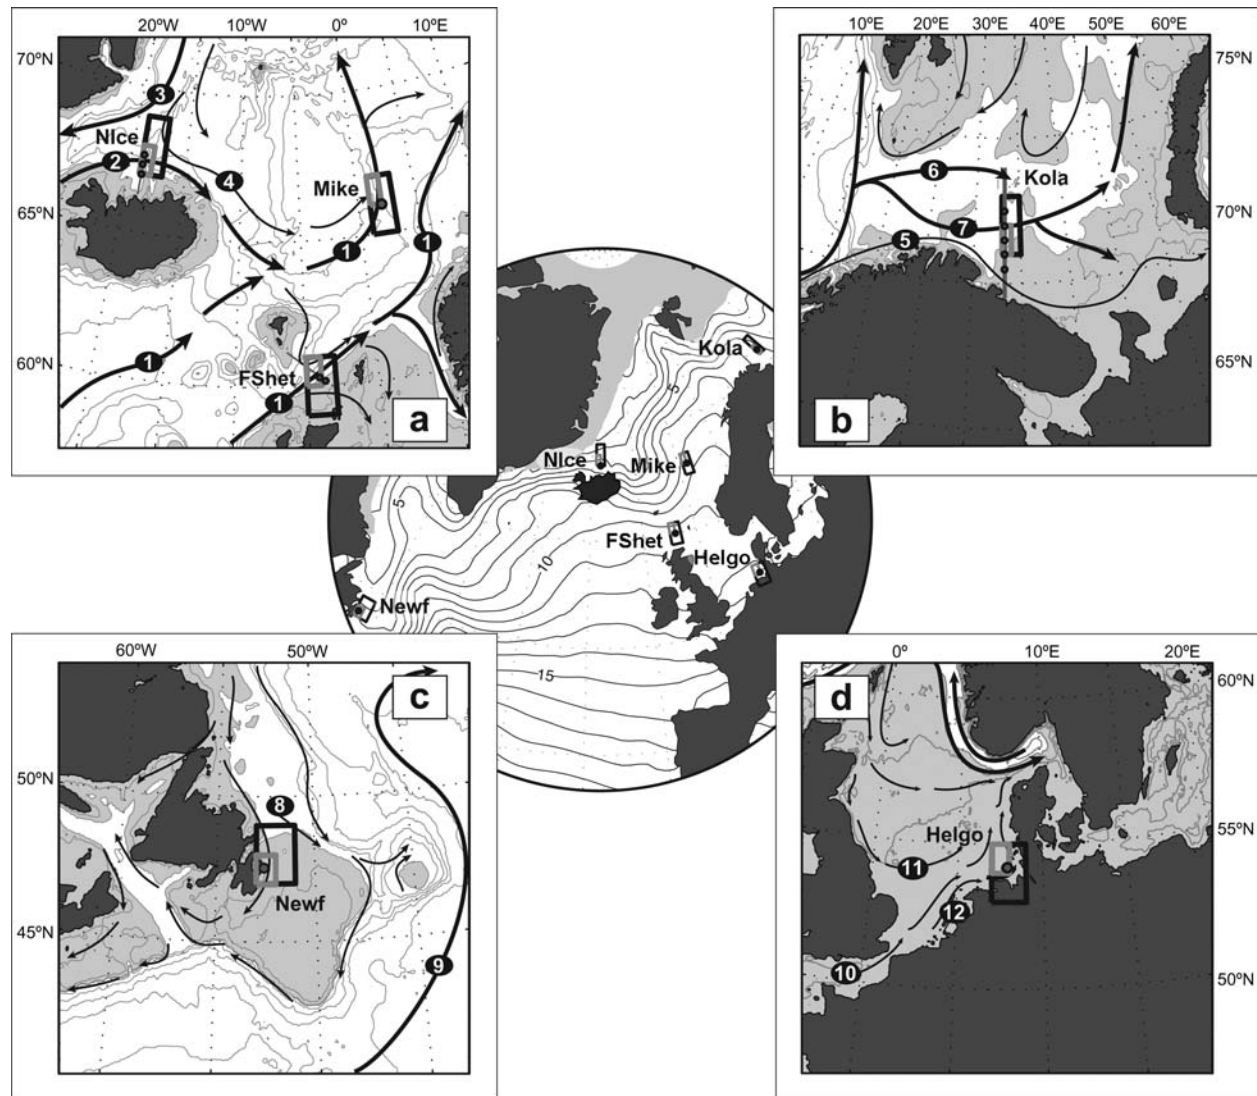 20ºW 10ºW 0º 10ºE
70ºN
65ºN
60ºN
3
NIce
2
4
Mike
1
1
1
FShet
1
a
10ºE 20ºE 30ºE 40ºE 50ºE 60ºE
75ºN
70ºN
65ºN
6
Kola
7
5
b
Kola
5
NIce
Mike
5
FShet
10
Helgo
Newf
15
60ºW 50ºW
50ºN
45ºN
c
8
Newf
9
0º 10ºE 20ºE
60ºN
55ºN
50ºN
d
Helgo
11
12
10